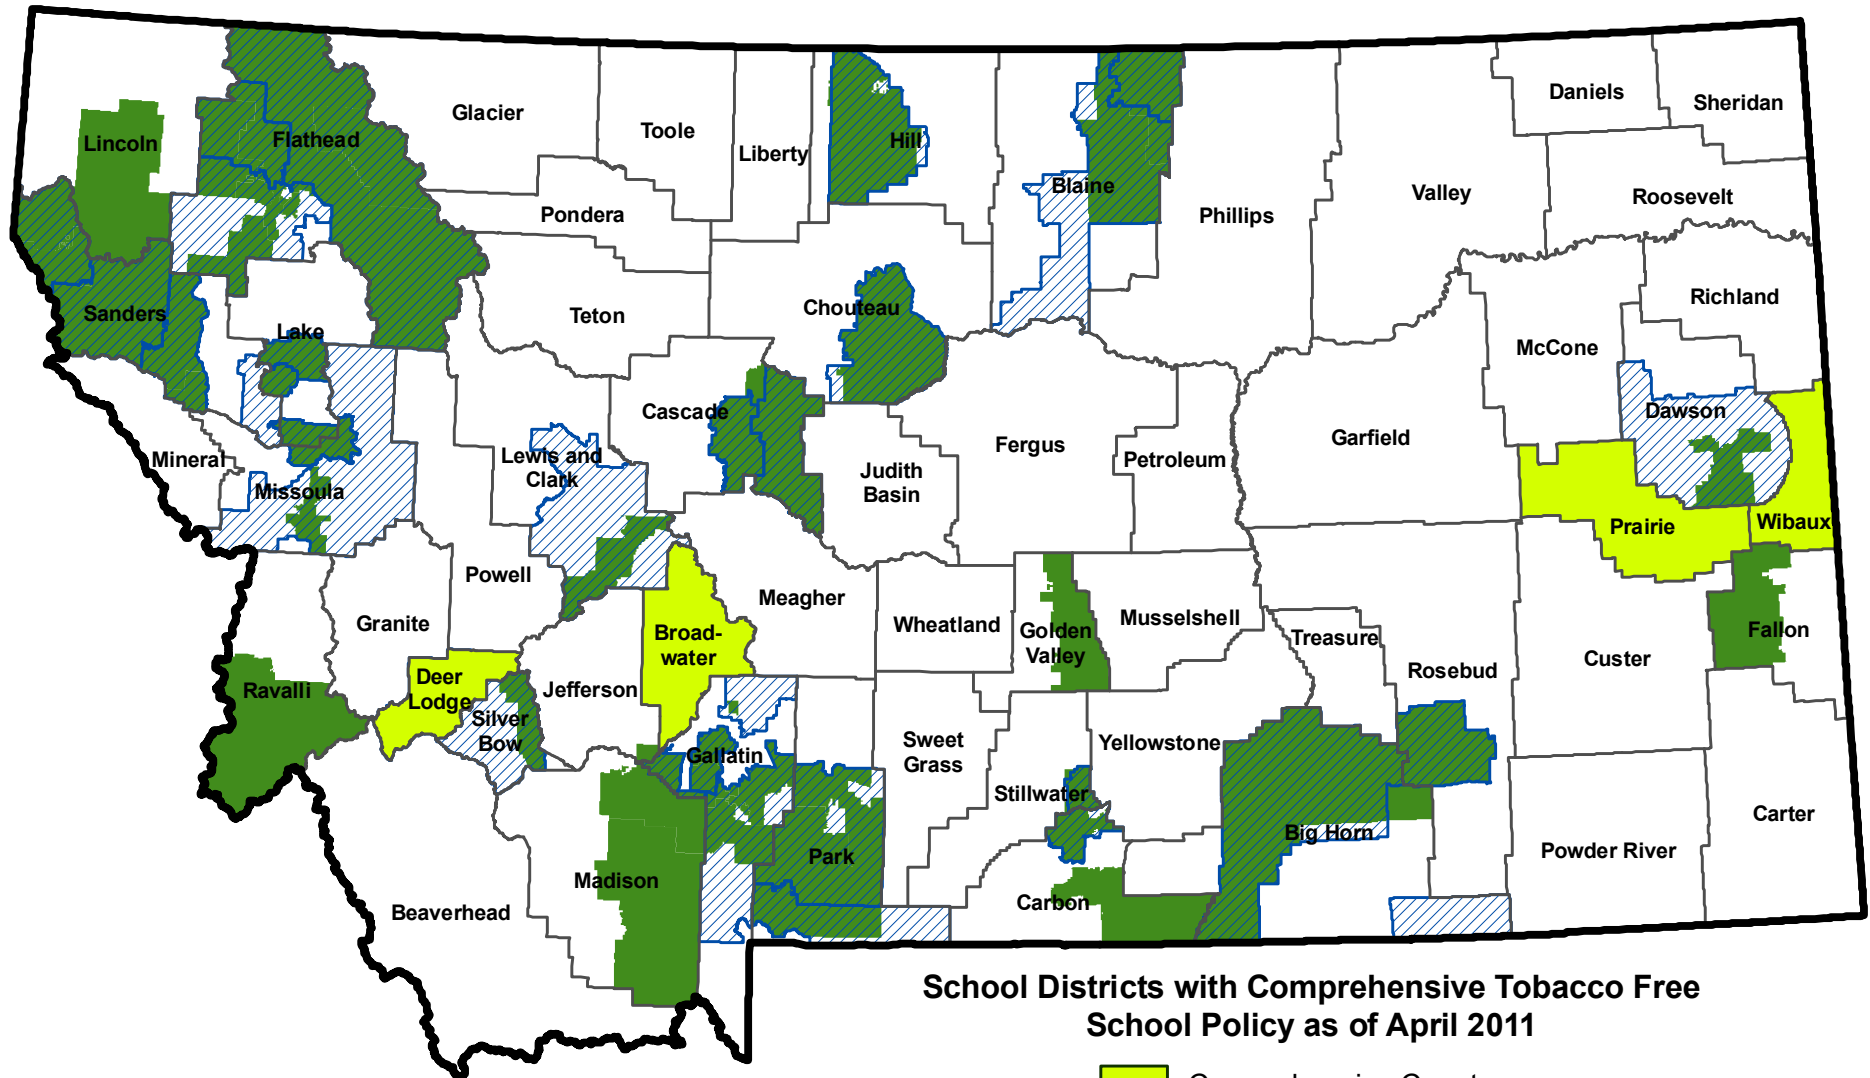 Daniels
Sheridan
Glacier
Toole
Lincoln
Flathead
Hill
Liberty
Blaine
Valley
Roosevelt
Pondera
Phillips
Richland
Sanders
Teton
Chouteau
Lake
McCone
Cascade
Dawson
Mineral
Lewis and
Clark
Judith
Basin
Fergus
Petroleum
Garfield
Missoula
Prairie
Wibaux
Powell
Meagher
Granite
Broad-
water
Wheatland
Golden
Valley
Musselshell
Treasure
Fallon
Ravalli
Deer
Lodge
Jefferson
Rosebud
Custer
Silver
Bow
Gallatin
Sweet
Grass
Yellowstone
Stillwater
Big Horn
Carter
Park
Powder River
Madison
Beaverhead
Carbon
School Districts with Comprehensive Tobacco Free
School Policy as of April 2011